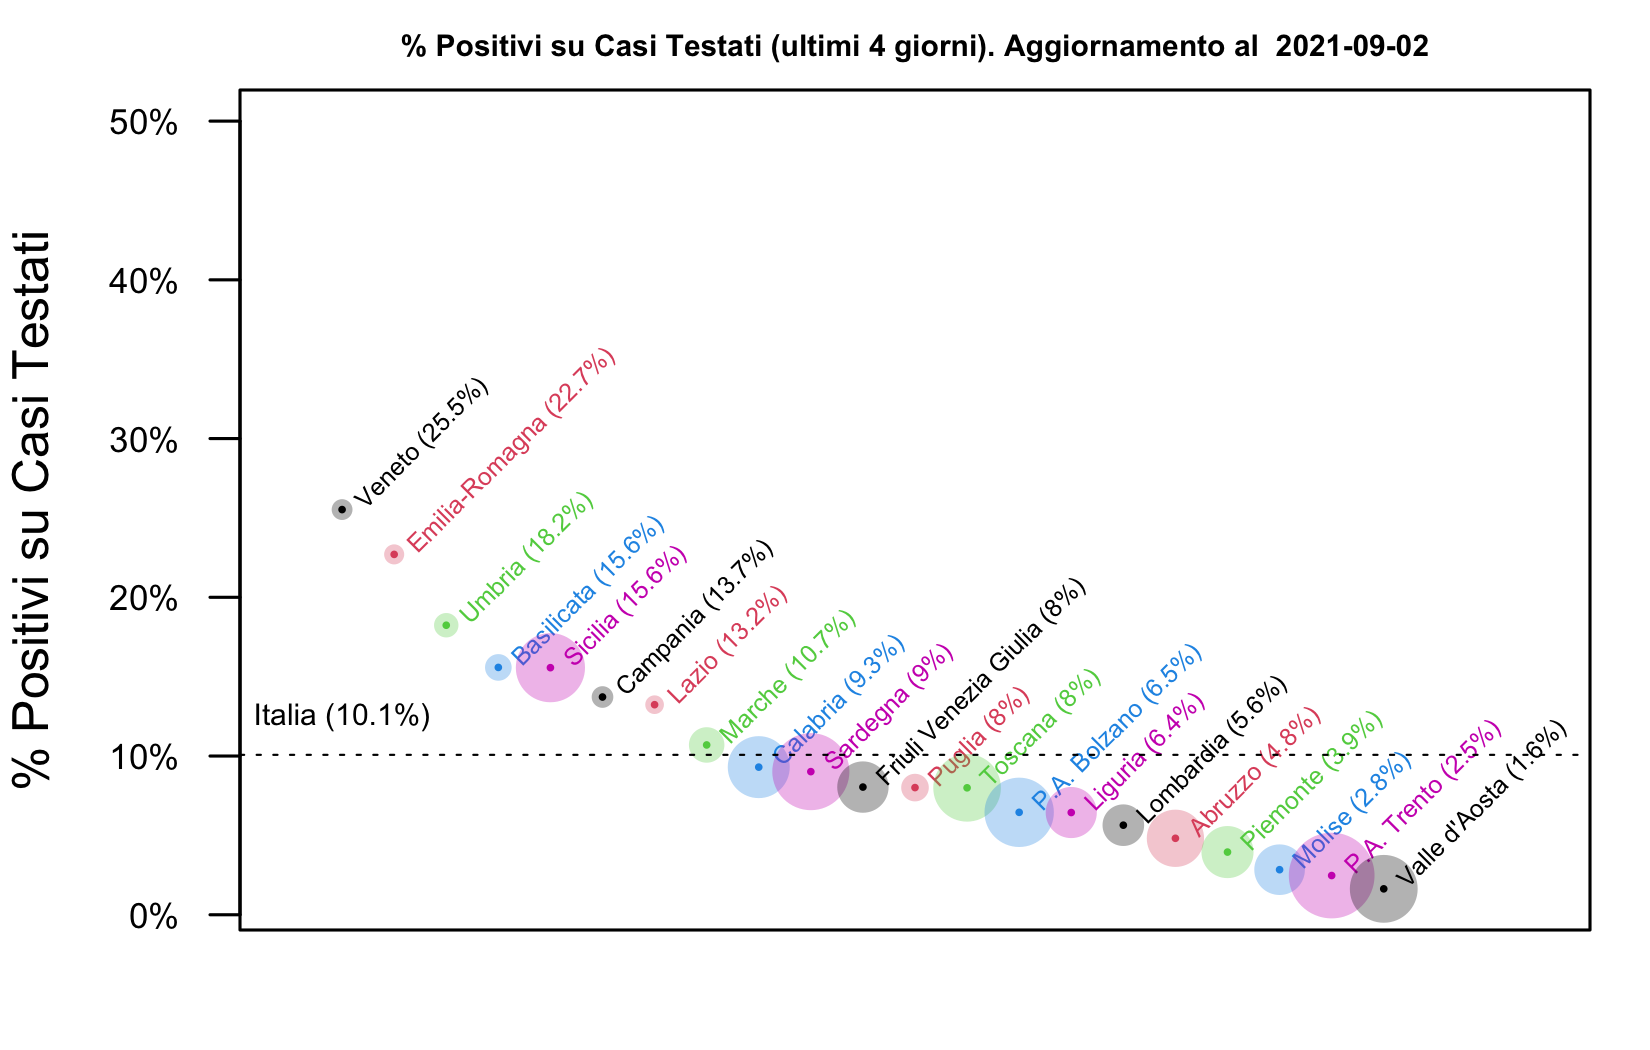 % Positivi su Casi Testati (ultimi 4 giorni). Aggiornamento al  2021-09-02
% Positivi su Casi Testati
50%
40%
30%
20%
10%
0%
Italia (10.1%)
Veneto (25.5%)
Emilia-Romagna (22.7%)
Umbria (18.2%)
Basilicata (15.6%)
Sicilia (15.6%)
Campania (13.7%)
Lazio (13.2%)
Marche (10.7%)
Calabria (9.3%)
Sardegna (9%)
Friuli Venezia Giulia (8%)
Puglia (8%)
Toscana (8%)
P.A. Bolzano (6.5%)
Liguria (6.4%)
Lombardia (5.6%)
Abruzzo (4.8%)
Piemonte (3.9%)
Molise (2.8%)
P.A. Trento (2.5%)
Valle d'Aosta (1.6%)